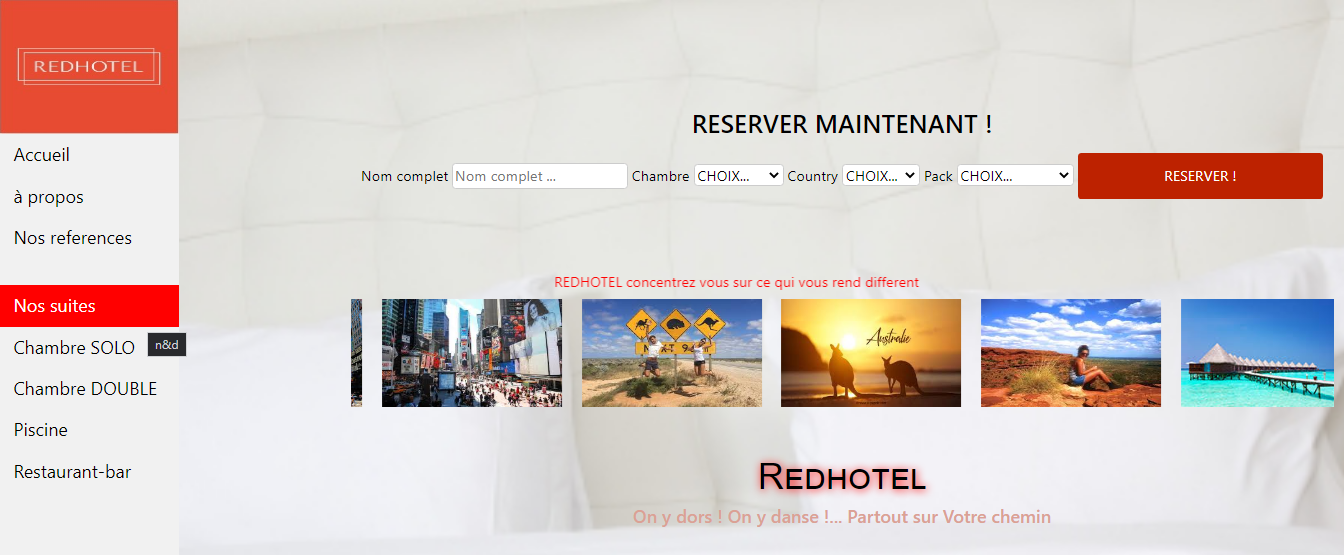 REDHOTEL
Accueil
à propos
Nos references
Nos suites
Chambre SOLO
n&d
Chambre DOUBLE
Piscine
Restaurant-bar
RESERVER MAINTENANT !
Nom complet Nom complet ... Chambre CHOIX... Country CHOIX... Pack CHOIX... RESERVER !
REDHOTEL concentrez vous sur ce qui vous rend different
Australie
REDHOTEL
On y dors ! On y danse !... Partout sur Votre chemin